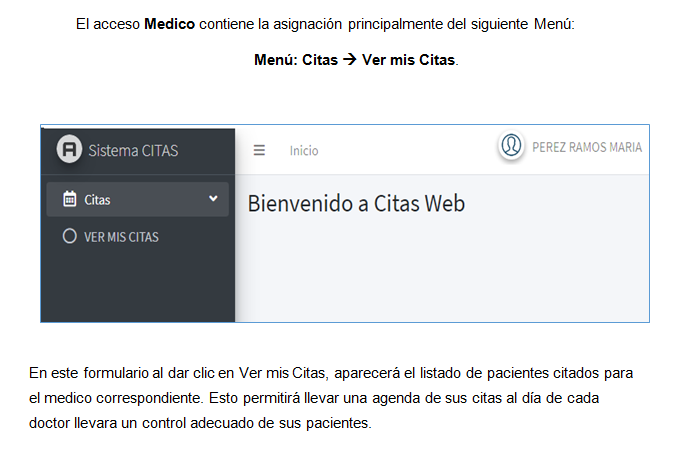 El acceso Medico contiene la asignación principalmente del siguiente Menú:
Menú: Citas → Ver mis Citas.
A Sistema CITAS
☰ Inicio
PEREZ RAMOS MARIA
Citas
Bienvenido a Citas Web
VER MIS CITAS
En este formulario al dar clic en Ver mis Citas, aparecerá el listado de pacientes citados para
el medico correspondiente. Esto permitirá llevar una agenda de sus citas al día de cada
doctor llevara un control adecuado de sus pacientes.